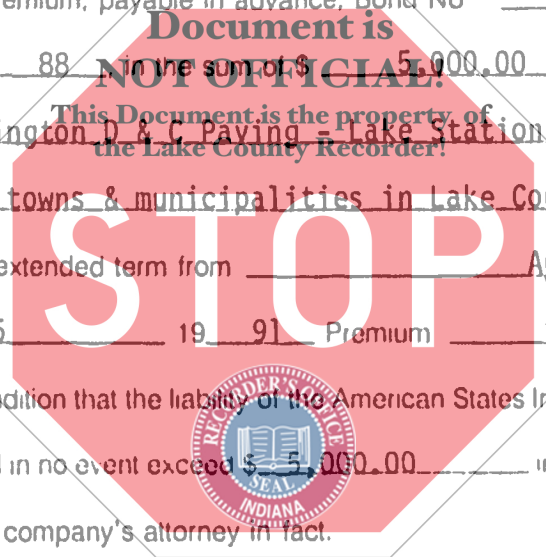 emium, payable in advance, Bond No
Document is
88, in the sum of $ 5,000.00
NOT OFFICIAL!
This Document is the property of
ington D & C Paving - Lake Station
the Lake County Recorder!
towns & municipalities in Lake Co
STOP
extended term from
19 91 Premium
RECORDER'S OFFICE
SEAL
INDIANA
dition that the liability of the American States In
in no event exceed $ 5,000.00
company's attorney in fact.